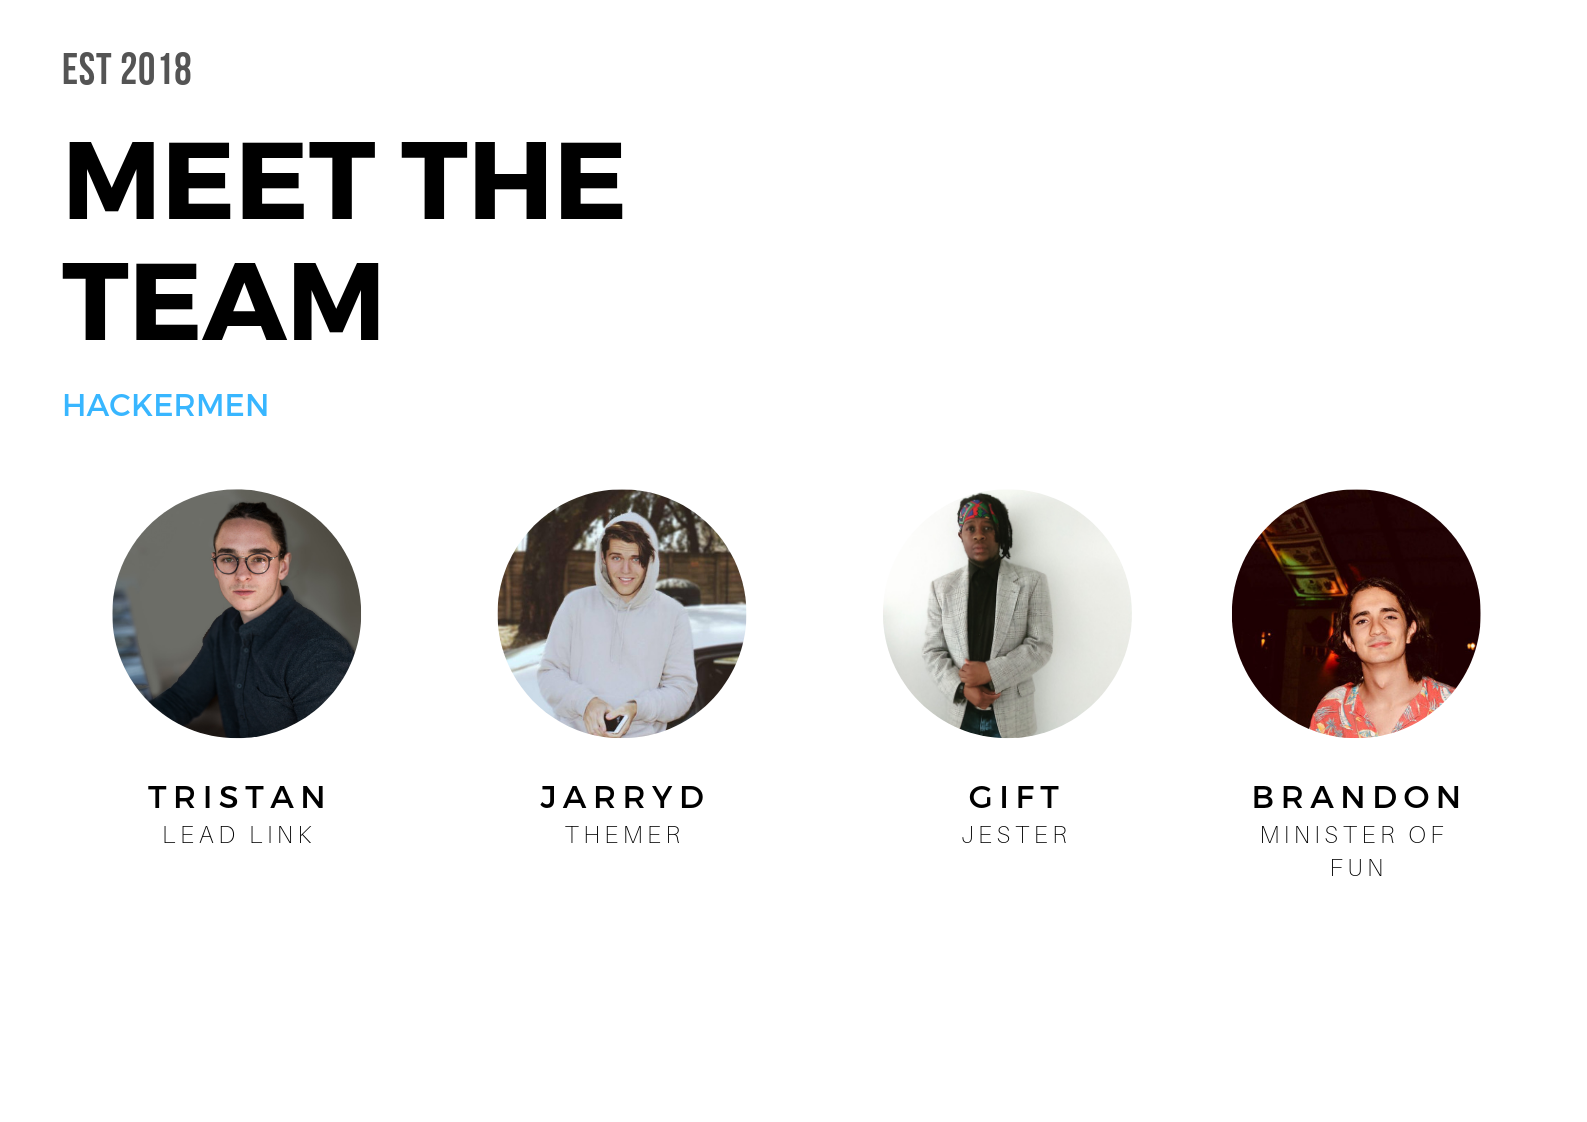 EST 2018
MEET THE
TEAM
HACKERMEN
TRISTAN
LEAD LINK
JARRYD
THEMER
GIFT
JESTER
BRANDON
MINISTER OF
FUN